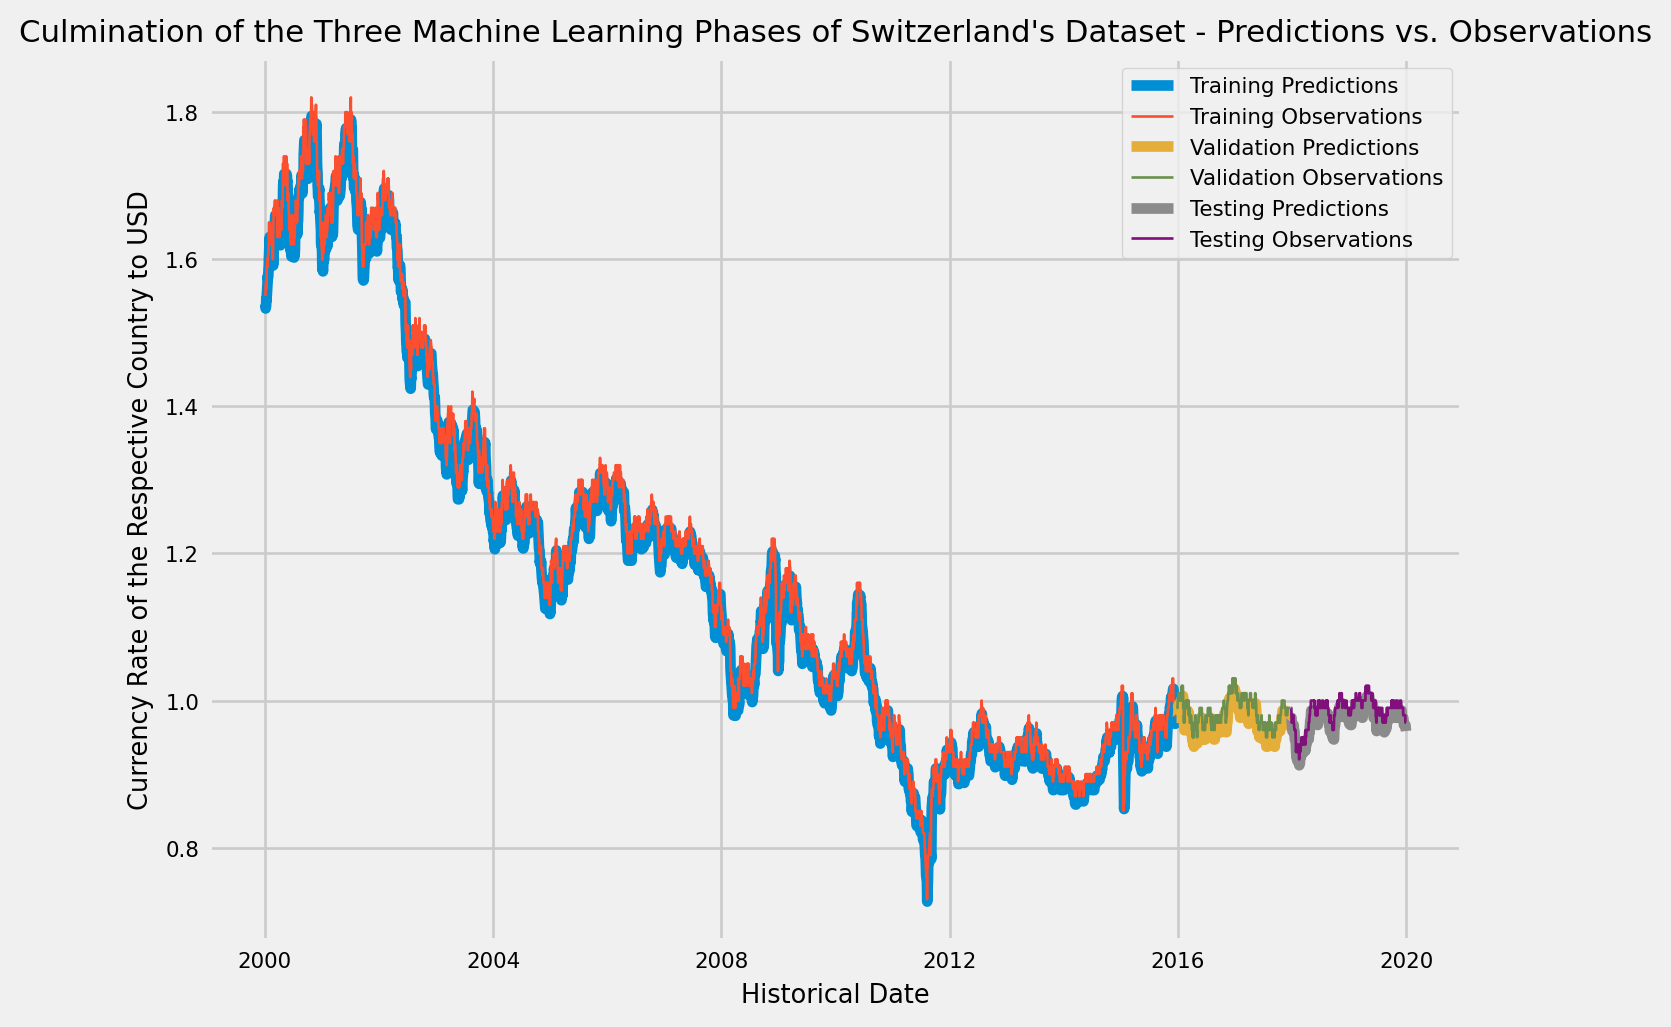 Culmination of the Three Machine Learning Phases of Switzerland's Dataset - Predictions vs. Observations
Training Predictions
Training Observations
Validation Predictions
Validation Observations
Testing Predictions
Testing Observations
Currency Rate of the Respective Country to USD
1.8
1.6
1.4
1.2
1.0
0.8
2000
2004
2008
2012
2016
2020
Historical Date